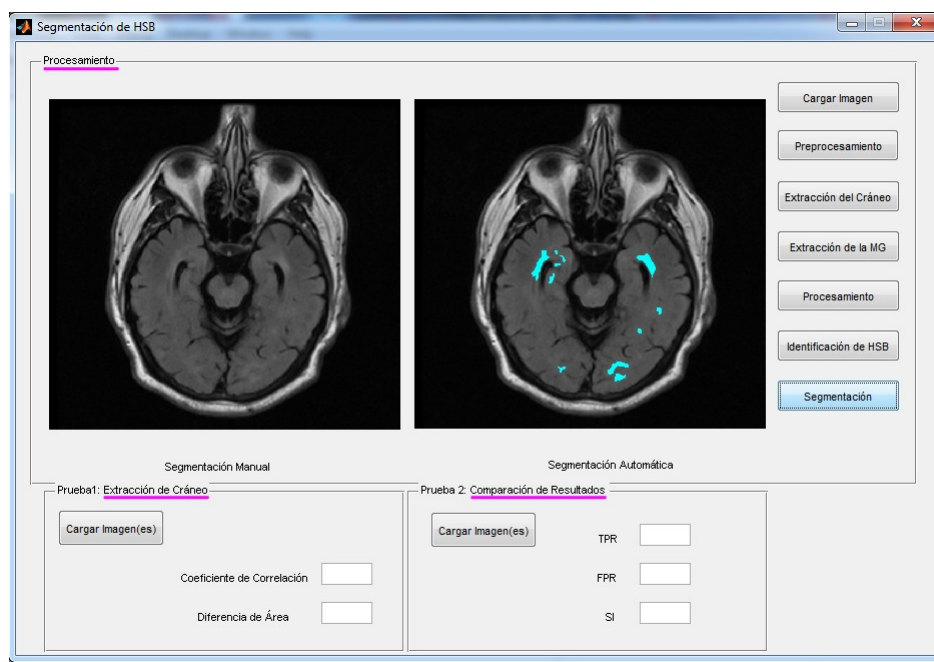 Segmentación de HSB
Procesamiento
Cargar Imagen
Preprocesamiento
Extracción del Cráneo
Extracción de la MG
Procesamiento
Identificación de HSB
Segmentación
Segmentación Manual
Segmentación Automática
Prueba1: Extracción de Cráneo
Cargar Imagen(es)
Coeficiente de Correlación
Diferencia de Área
Prueba 2: Comparación de Resultados
Cargar Imagen(es)
TPR
FPR
SI